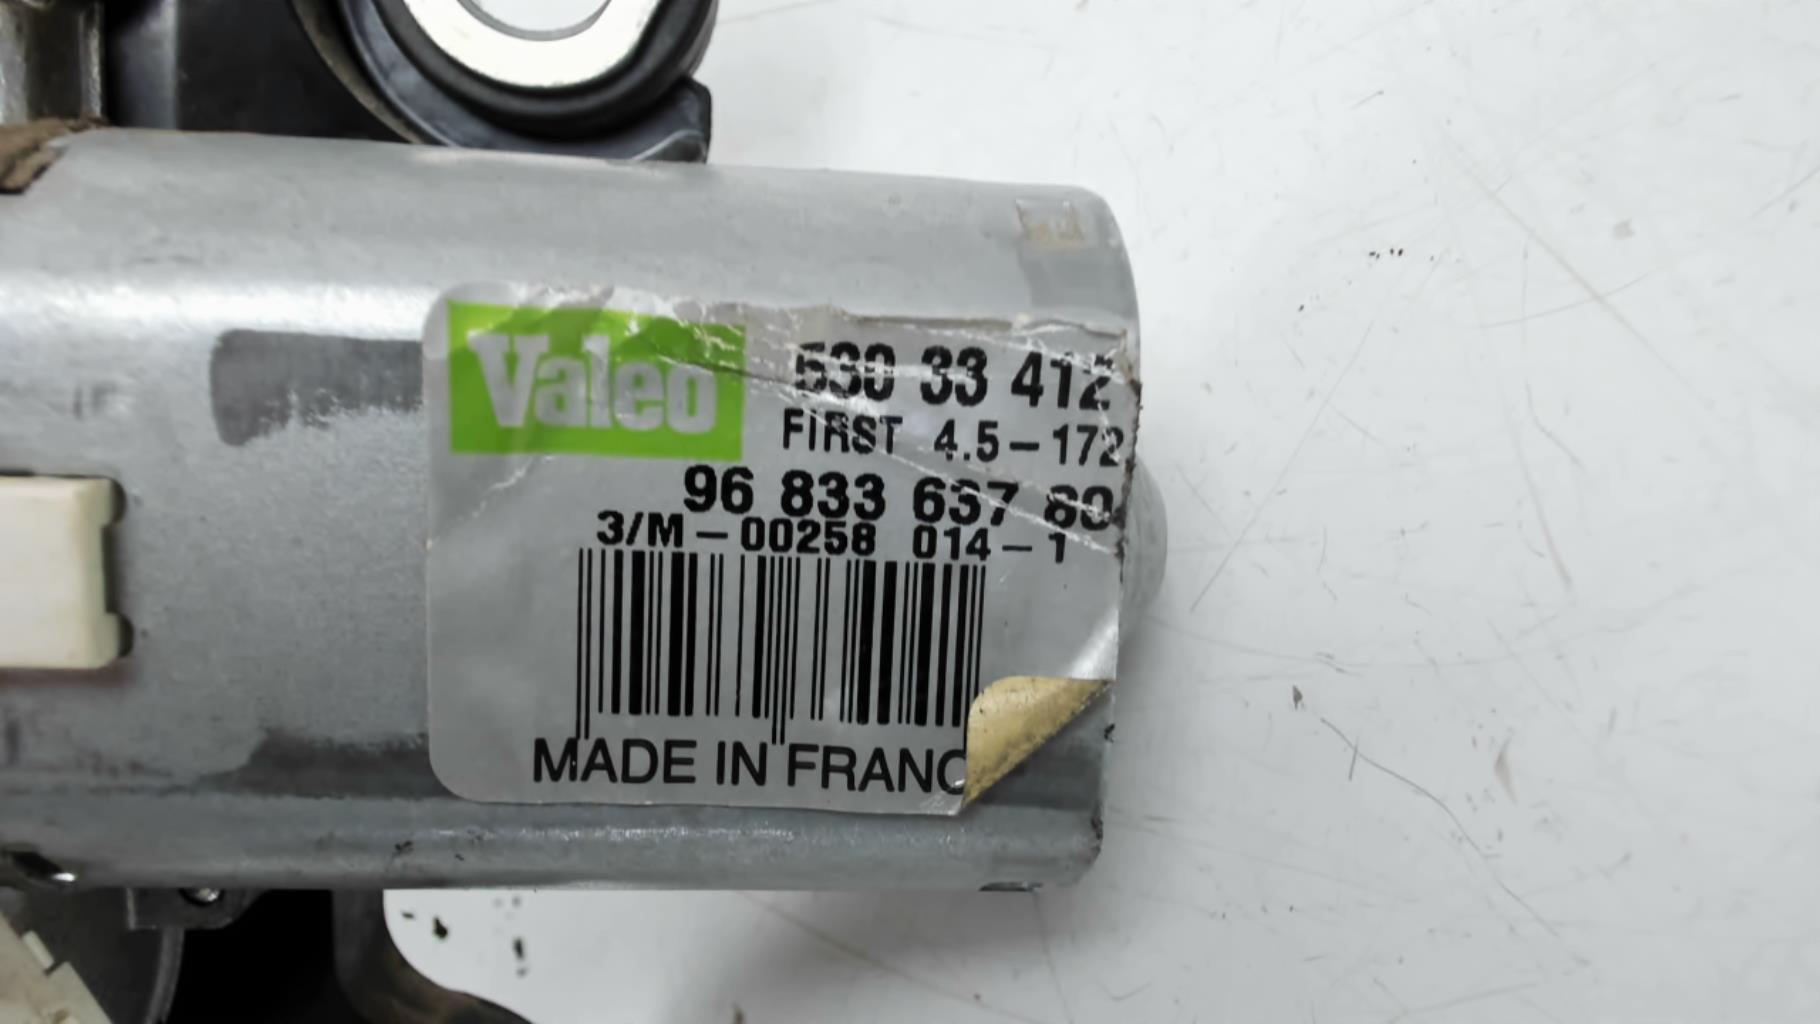 Valeo
530 33 412
FIRST 4.5-172
96 833 637 80
3/M-00258 014-1
MADE IN FRANC